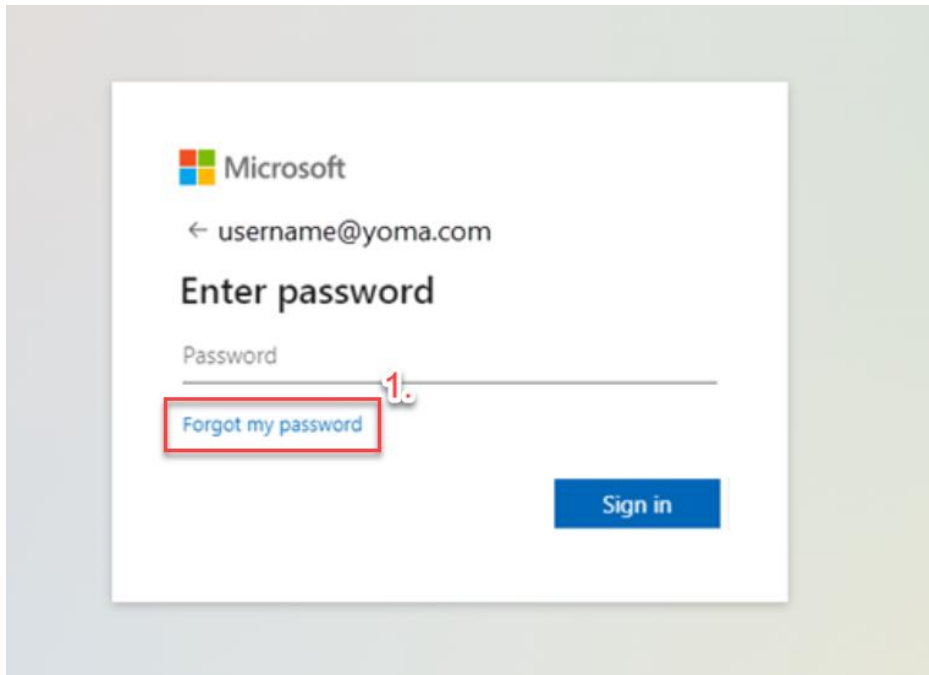 Microsoft
← username@yoma.com
Enter password
Password
1.
Forgot my password
Sign in